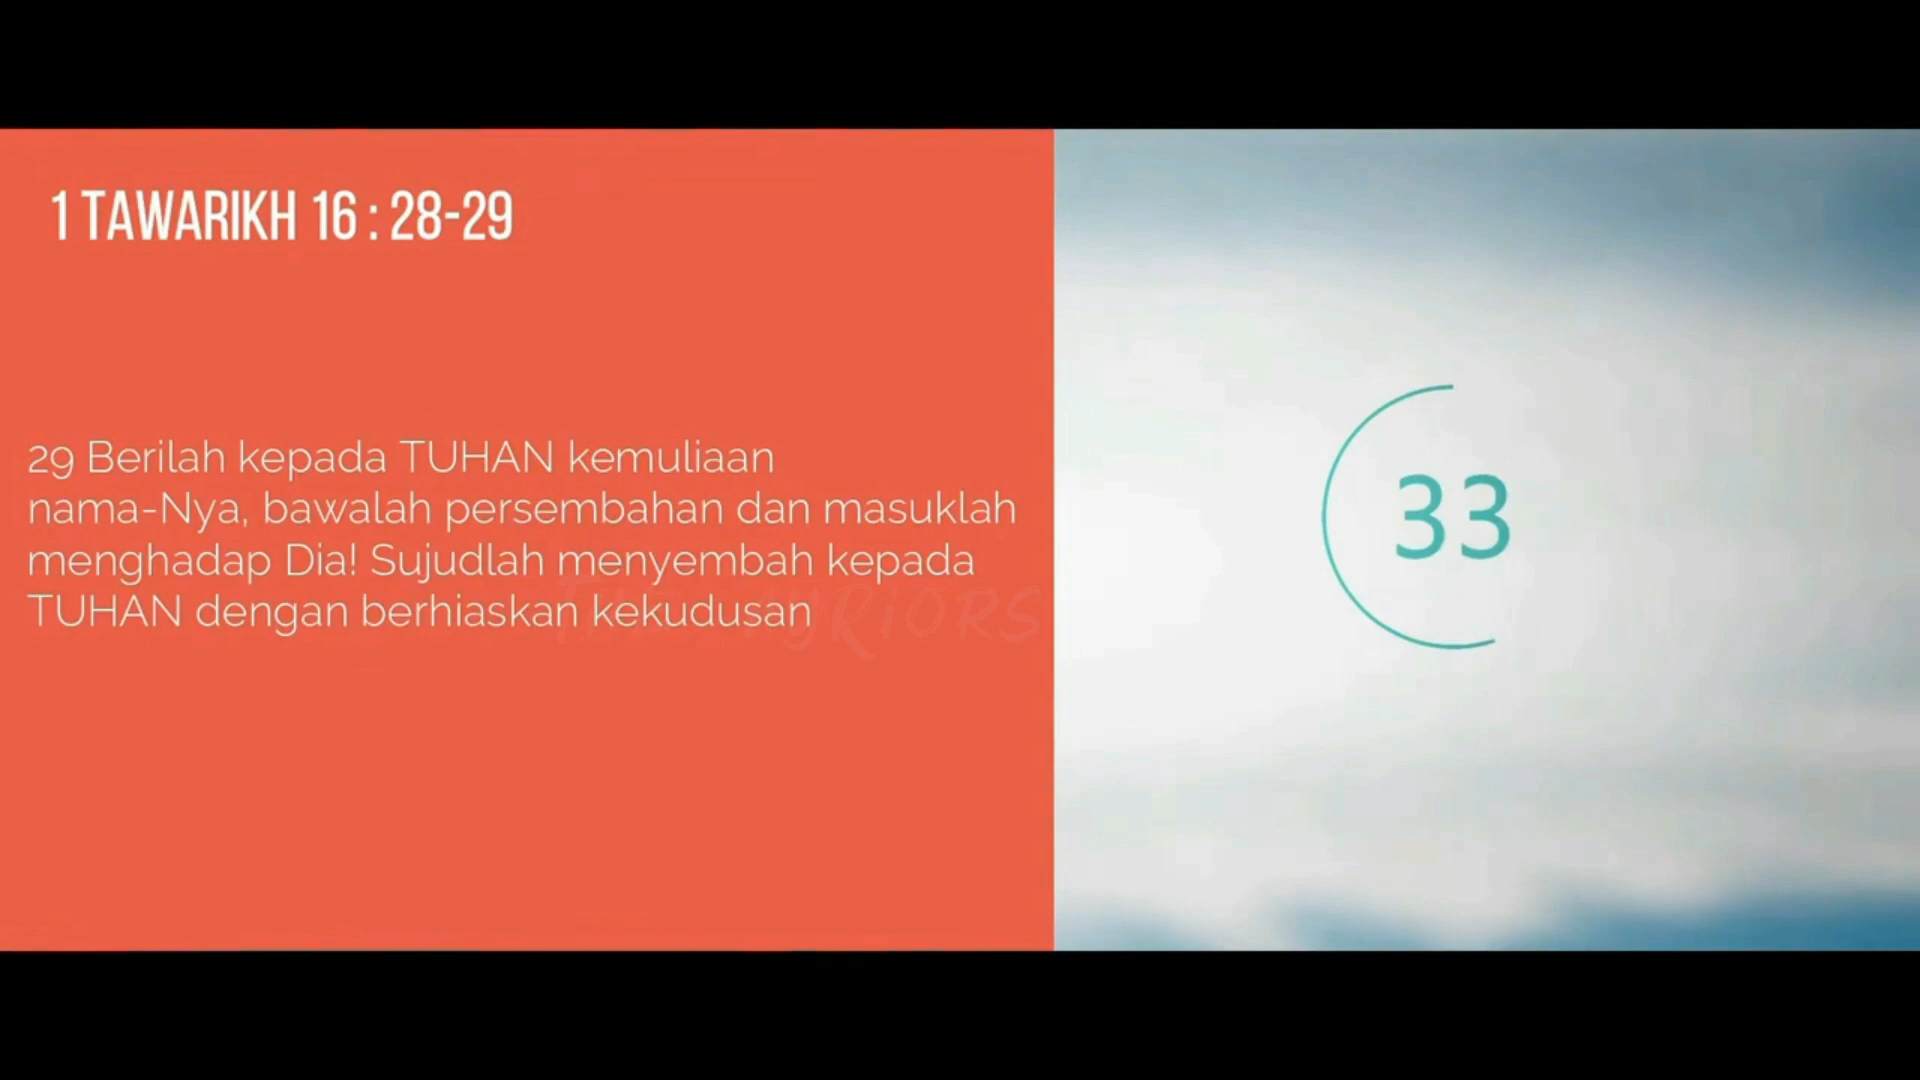 1 TAWARIKH 16 : 28-29
29 Berilah kepada TUHAN kemuliaan
nama-Nya, bawalah persembahan dan masuklah
menghadap Dia! Sujudlah menyembah kepada
TUHAN dengan berhiaskan kekudusan
33